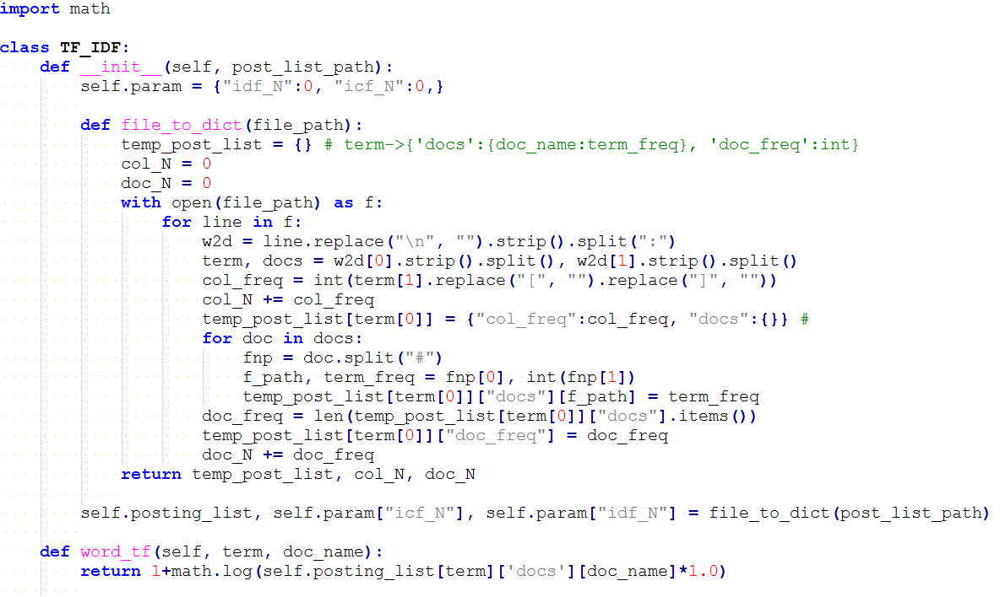 import math
class TF_IDF:
    def __init__(self, post_list_path):
        self.param = {"idf_N":0, "icf_N":0,}
        def file_to_dict(file_path):
            temp_post_list = {} # term->{'docs':{doc_name:term_freq}, 'doc_freq':int}
            col_N = 0
            doc_N = 0
            with open(file_path) as f:
                for line in f:
                    w2d = line.replace("\n", "").strip().split(":")
                    term, docs = w2d[0].strip().split(), w2d[1].strip().split()
                    col_freq = int(term[1].replace("[", "").replace("]", ""))
                    col_N += col_freq
                    temp_post_list[term[0]] = {"col_freq":col_freq, "docs":{}} #
                    for doc in docs:
                        fnp = doc.split("#")
                        f_path, term_freq = fnp[0], int(fnp[1])
                        temp_post_list[term[0]]["docs"][f_path] = term_freq
                    doc_freq = len(temp_post_list[term[0]]["docs"].items())
                    temp_post_list[term[0]]["doc_freq"] = doc_freq
                    doc_N += doc_freq
            return temp_post_list, col_N, doc_N
        self.posting_list, self.param["icf_N"], self.param["idf_N"] = file_to_dict(post_list_path)
    def word_tf(self, term, doc_name):
        return 1+math.log(self.posting_list[term]['docs'][doc_name]*1.0)